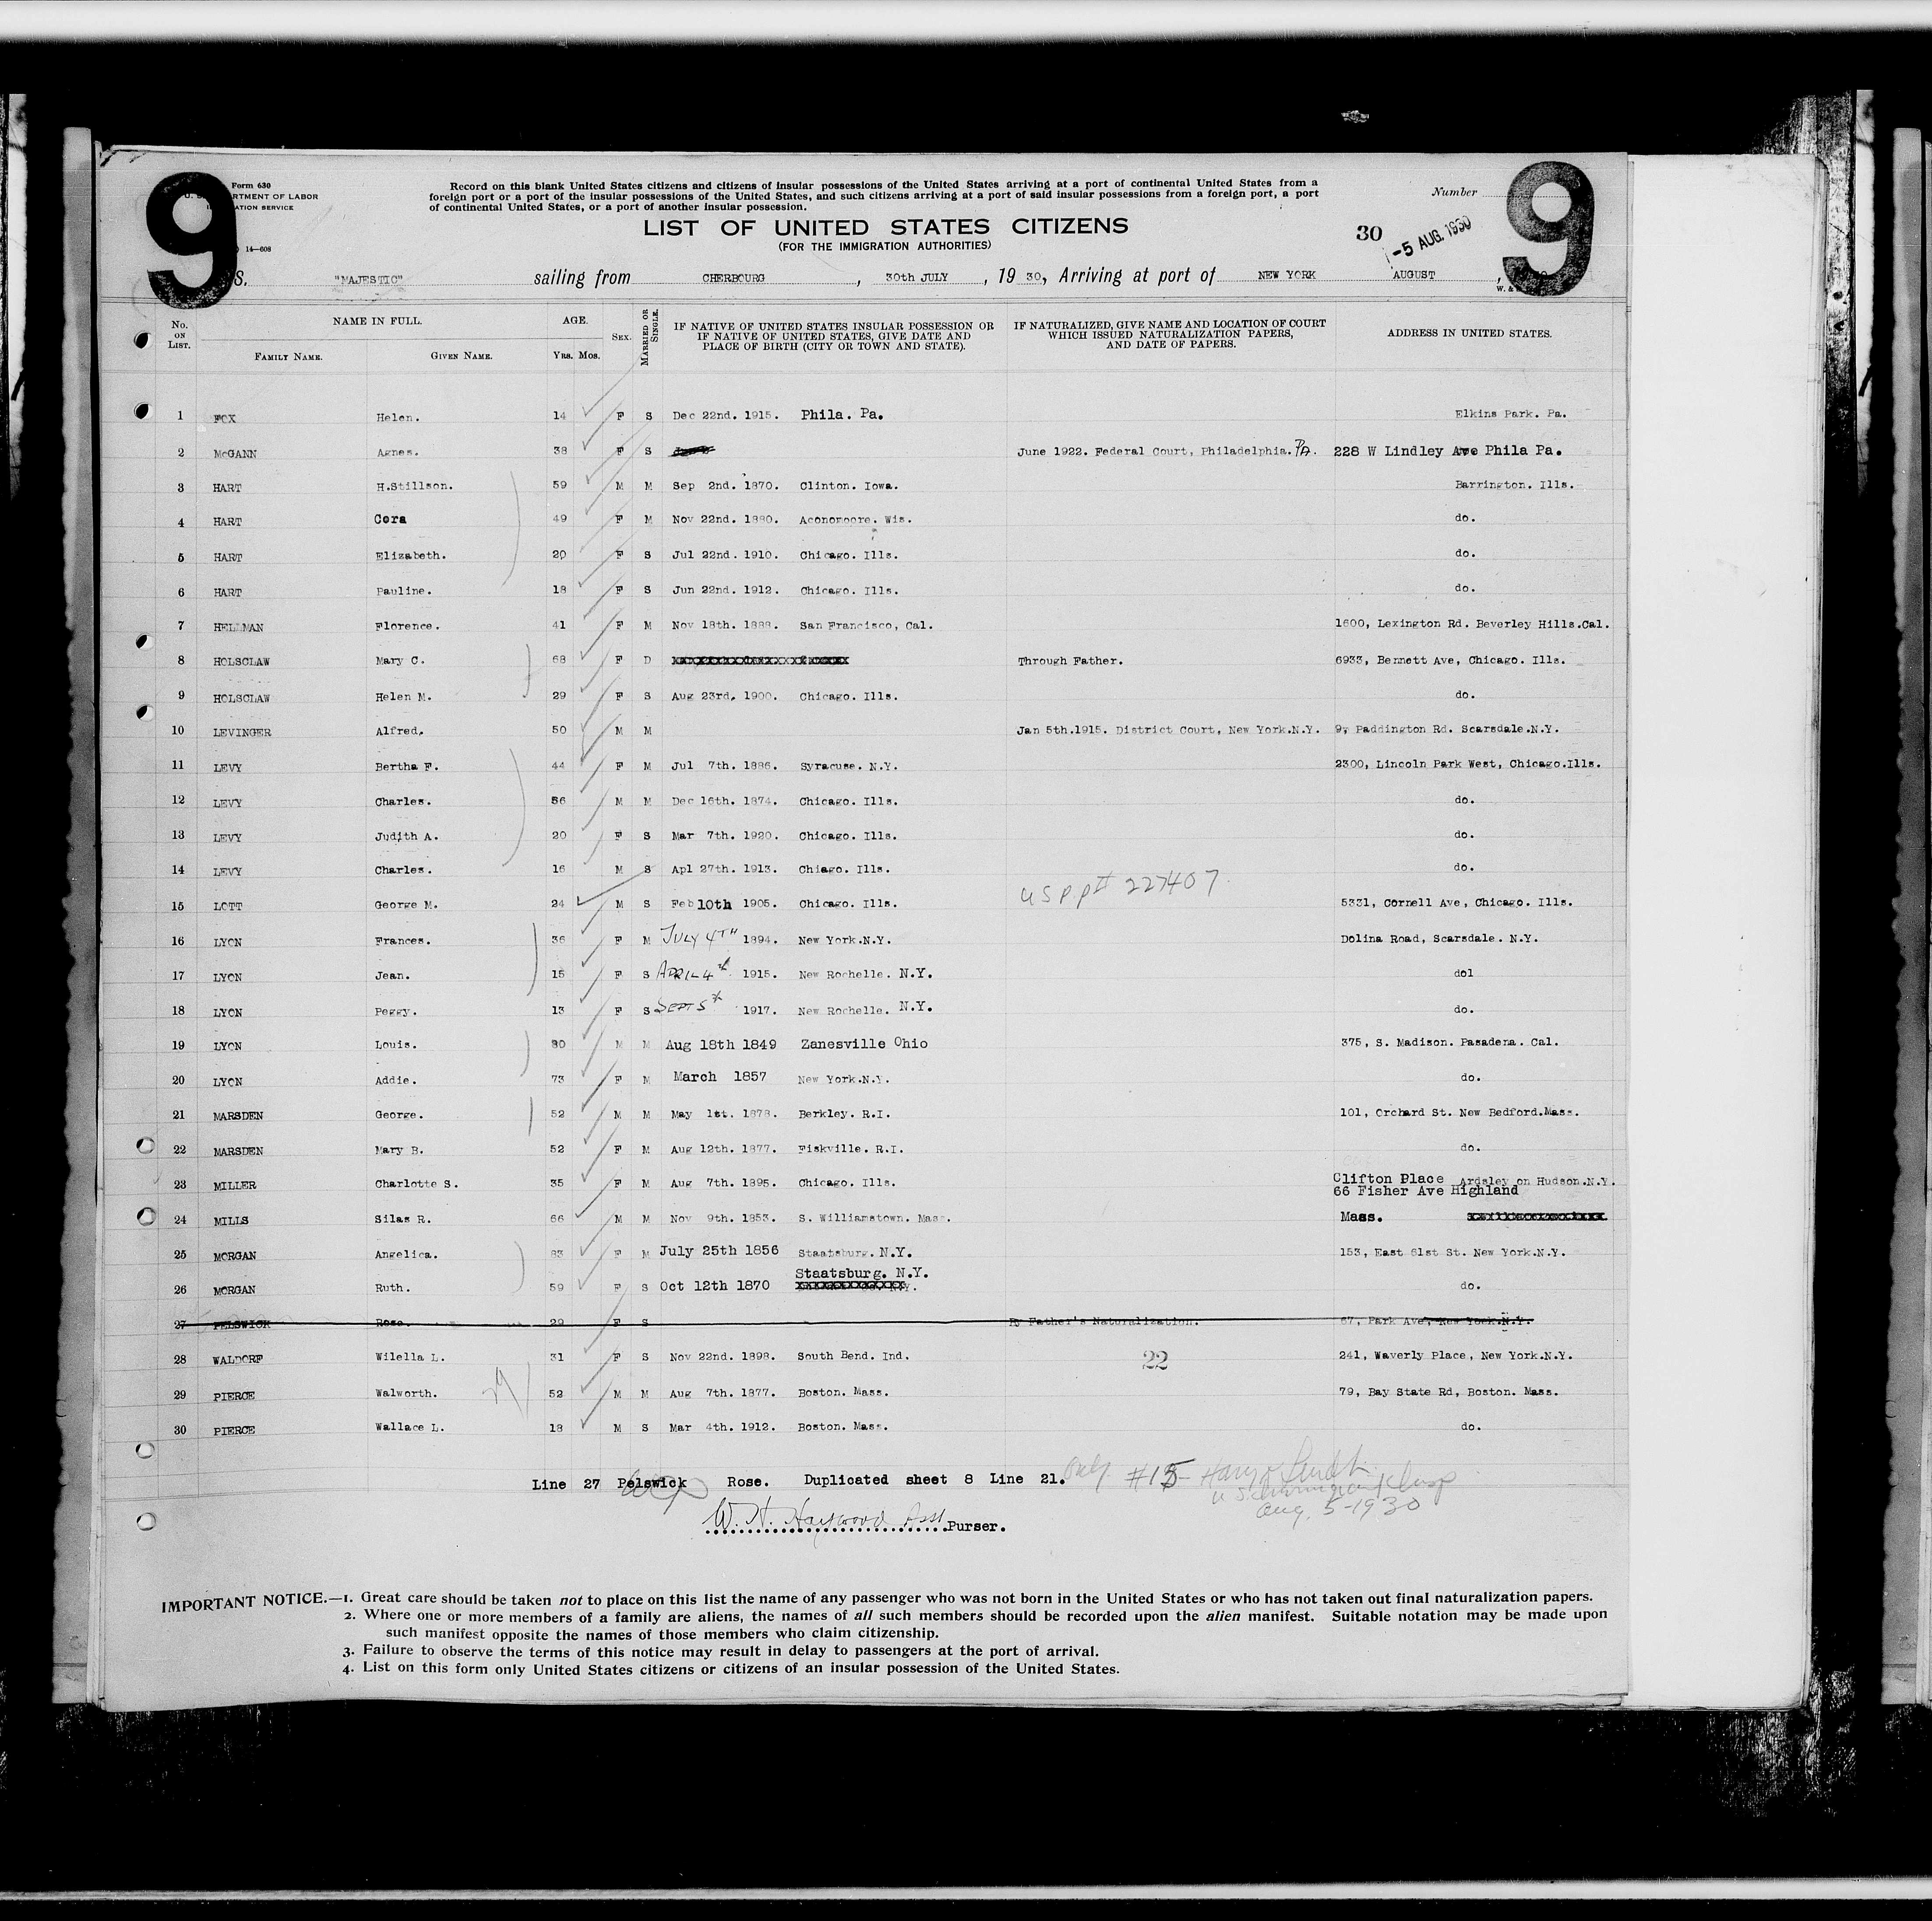 9
Form 630
RTMENT OF LABOR
ATION SERVICE
14—608
Record on this blank United States citizens and citizens of insular possessions of the United States arriving at a port of continental United States from a
foreign port or a port of the insular possessions of the United States, and such citizens arriving at a port of said insular possessions from a foreign port, a port
of continental United States, or a port of another insular possession.
Number
9
LIST OF UNITED STATES CITIZENS
(FOR THE IMMIGRATION AUTHORITIES)
30
-5 AUG. 1930
S. "MAJESTIC" sailing from CHERBOURG, 30th JULY, 19 30, Arriving at port of NEW YORK AUGUST,
No. ON LIST. NAME IN FULL. AGE. SEX. MARRIED OR SINGLE. IF NATIVE OF UNITED STATES INSULAR POSSESSION OR IF NATIVE OF UNITED STATES, GIVE DATE AND PLACE OF BIRTH (CITY OR TOWN AND STATE). IF NATURALIZED, GIVE NAME AND LOCATION OF COURT WHICH ISSUED NATURALIZATION PAPERS, AND DATE OF PAPERS. ADDRESS IN UNITED STATES.
FAMILY NAME. GIVEN NAME. YRS. MOS.
1 FOX Helen. 14 F S Dec 22nd. 1915. Phila. Pa. Elkins Park. Pa.
2 McGANN Agnes. 38 F S June 1922. Federal Court, Philadelphia. PA. 228 W Lindley Ave Phila Pa.
3 HART H.Stillson. 59 M M Sep 2nd. 1870. Clinton. Iowa. Barrington. Ills.
4 HART Cora 49 F M Nov 22nd. 1880. Aconomoore. Wis. do.
5 HART Elizabeth. 20 F S Jul 22nd. 1910. Chicago. Ills. do.
6 HART Pauline. 18 F S Jun 22nd. 1912. Chicago. Ills. do.
7 HELLMAN Florence. 41 F M Nov 18th. 1888. San Francisco, Cal. 1600, Lexington Rd. Beverley Hills.Cal.
8 HOLSCLAW Mary C. 68 F D Through Father. 6933, Bennett Ave, Chicago. Ills.
9 HOLSCLAW Helen M. 29 F S Aug 23rd. 1900. Chicago. Ills. do.
10 LEVINGER Alfred. 50 M M Jan 5th.1915. District Court, New York.N.Y. 9, Paddington Rd. Scarsdale.N.Y.
11 LEVY Bertha F. 44 F M Jul 7th. 1886. Syracuse. N.Y. 2300, Lincoln Park West, Chicago.Ills.
12 LEVY Charles. 56 M M Dec 16th. 1874. Chicago. Ills. do.
13 LEVY Judith A. 20 F S Mar 7th. 1920. Chicago. Ills. do.
14 LEVY Charles. 16 M S Apl 27th. 1913. Chiago. Ills. do.
U S P P# 227407
15 LOTT George M. 24 M S Feb 10th 1905. Chicago. Ills. 5331, Cornell Ave, Chicago. Ills.
16 LYON Frances. 36 F M JULY 4TH 1894. New York.N.Y. Dolina Road, Scarsdale. N.Y.
17 LYON Jean. 15 F S APRIL 4th 1915. New Rochelle. N.Y. do1
18 LYON Peggy. 13 F S SEPT 5th 1917. New Rochelle. N.Y. do.
19 LYON Louis. 80 M M Aug 18th 1849 Zanesville Ohio 375, S. Madison. Pasadena. Cal.
20 LYON Addie. 73 F M March 1857 New York.N.Y. do.
21 MARSDEN George. 52 M M May 1st. 1878. Berkley. R.I. 101, Orchard St. New Bedford.Mass.
22 MARSDEN Mary B. 52 F M Aug 12th. 1877. Fiskville. R.I. do.
23 MILLER Charlotte S. 35 F M Aug 7th. 1895. Chicago. Ills. Clifton Place Ardsley on Hudson.N.Y.
66 Fisher Ave Highland
24 MILLS Silas R. 66 M M Nov 9th. 1853. S. Williamstown. Mass. Mass.
25 MORGAN Angelica. 83 F M July 25th 1856 Staatsburg. N.Y. 153, East 61st St. New York.N.Y.
26 MORGAN Ruth. 59 F S Oct 12th 1870 Staatsburg. N.Y. do.
27 PELSWICK Rose. 29 F S By Father's Naturalization. 67, Park Ave, New York.N.Y.
28 WALDORF Wilella L. 31 F S Nov 22nd. 1898. South Bend. Ind. 22 241, Waverly Place, New York.N.Y.
29 PIERCE Walworth. 52 M M Aug 7th. 1877. Boston. Mass. 79, Bay State Rd, Boston. Mass.
30 PIERCE Wallace L. 18 M S Mar 4th. 1912. Boston. Mass. do.
29
Line 27 Pelswick Rose. Duplicated sheet 8 Line 21. Only #15
Aug. 5-1930
W. H. Haywood Asst Purser.
IMPORTANT NOTICE.—1. Great care should be taken not to place on this list the name of any passenger who was not born in the United States or who has not taken out final naturalization papers.
2. Where one or more members of a family are aliens, the names of all such members should be recorded upon the alien manifest. Suitable notation may be made upon
such manifest opposite the names of those members who claim citizenship.
3. Failure to observe the terms of this notice may result in delay to passengers at the port of arrival.
4. List on this form only United States citizens or citizens of an insular possession of the United States.